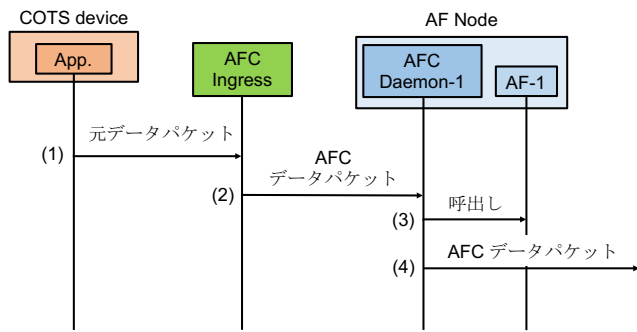 COTS device
AF Node
App.
AFC
Ingress
AFC
Daemon-1
AF-1
元データパケット
(1)
AFC
データパケット
(2)
呼出し
(3)
AFC データパケット
(4)